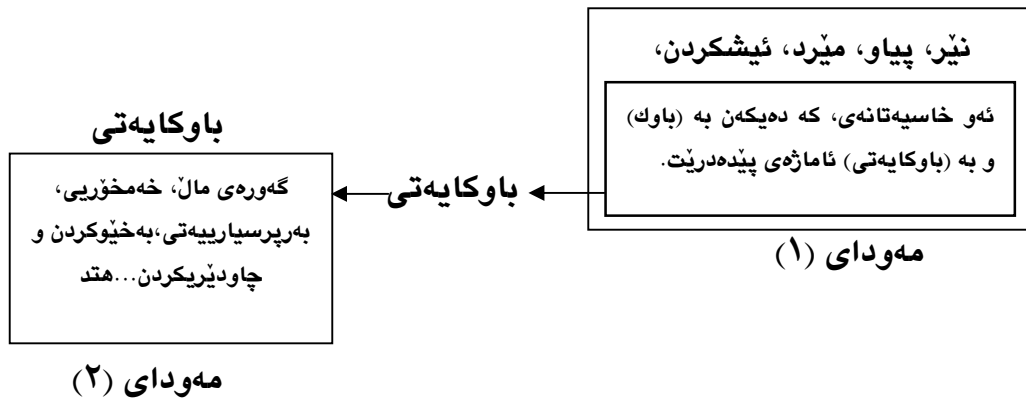 نێر، پیاو، مێرد، ئیشکردن،
ئەو خاسیەتانەی، کە دەیکەن بە (باوك)
و بە (باوکایەتی) ئاماژەی پێدەدرێت.
مەودای (١)
باوکایەتی
باوکایەتی
گەورەی ماڵ، خەمخۆریی،
بەرپرسیارییەتی،بەخێوکردن و
چاودێریکردن...هتد
مەودای (٢)